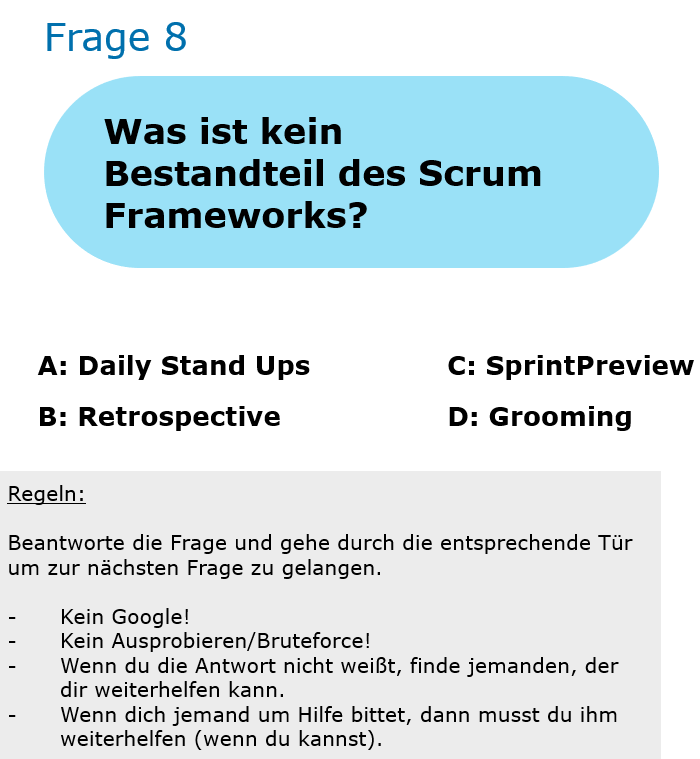 Frage 8
Was ist kein
Bestandteil des Scrum
Frameworks?
A: Daily Stand Ups
C: SprintPreview
B: Retrospective
D: Grooming
Regeln:
Beantworte die Frage und gehe durch die entsprechende Tür
um zur nächsten Frage zu gelangen.
- Kein Google!
- Kein Ausprobieren/Bruteforce!
- Wenn du die Antwort nicht weißt, finde jemanden, der
dir weiterhelfen kann.
- Wenn dich jemand um Hilfe bittet, dann musst du ihm
weiterhelfen (wenn du kannst).